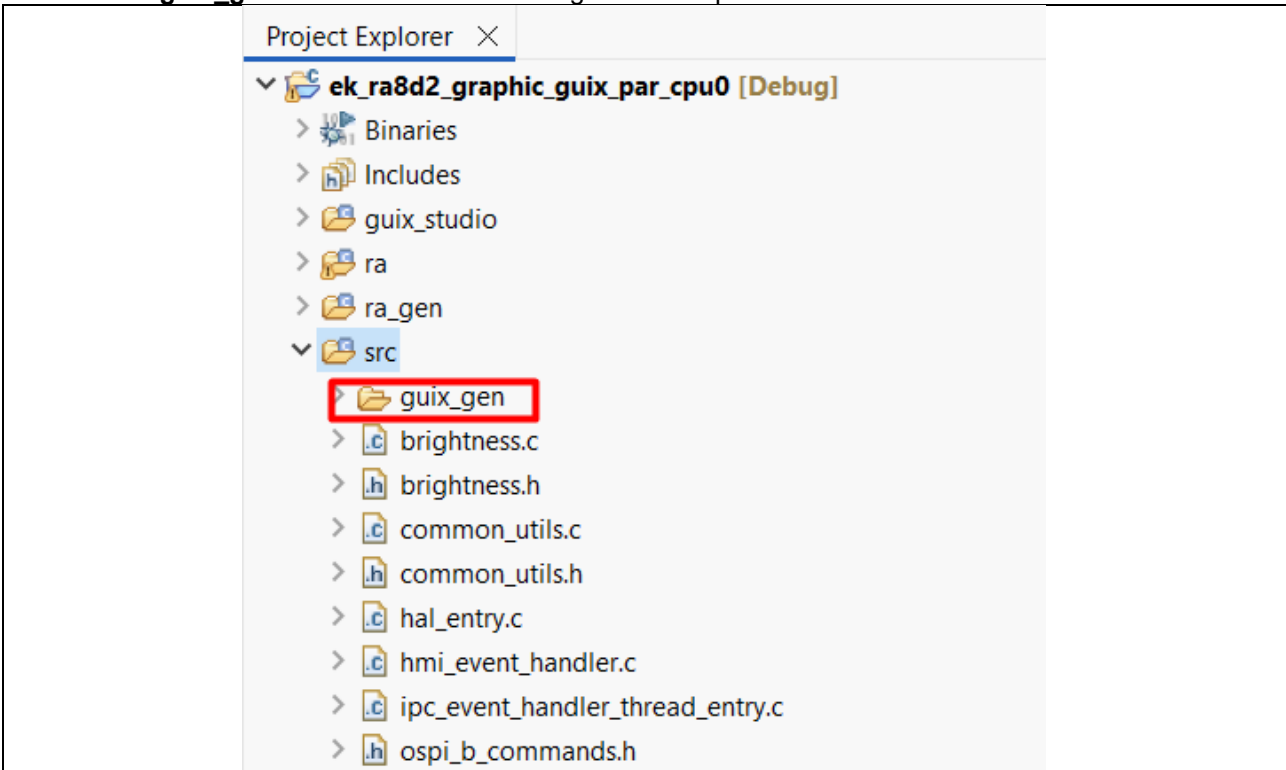 Project Explorer
ek_ra8d2_graphic_guix_par_cpu0 [Debug]
Binaries
Includes
guix_studio
ra
ra_gen
src
guix_gen
brightness.c
brightness.h
common_utils.c
common_utils.h
hal_entry.c
hmi_event_handler.c
ipc_event_handler_thread_entry.c
ospi_b_commands.h